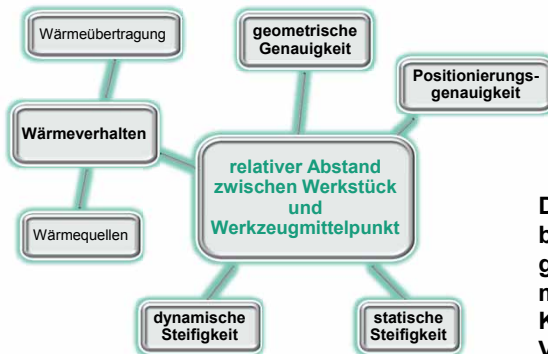 Wärmeübertragung
geometrische
Genauigkeit
Positionierungs-
genauigkeit
Wärmeverhalten
relativer Abstand
zwischen Werkstück
und
Werkzeugmittelpunkt
Wärmequellen
dynamische
Steifigkeit
statische
Steifigkeit